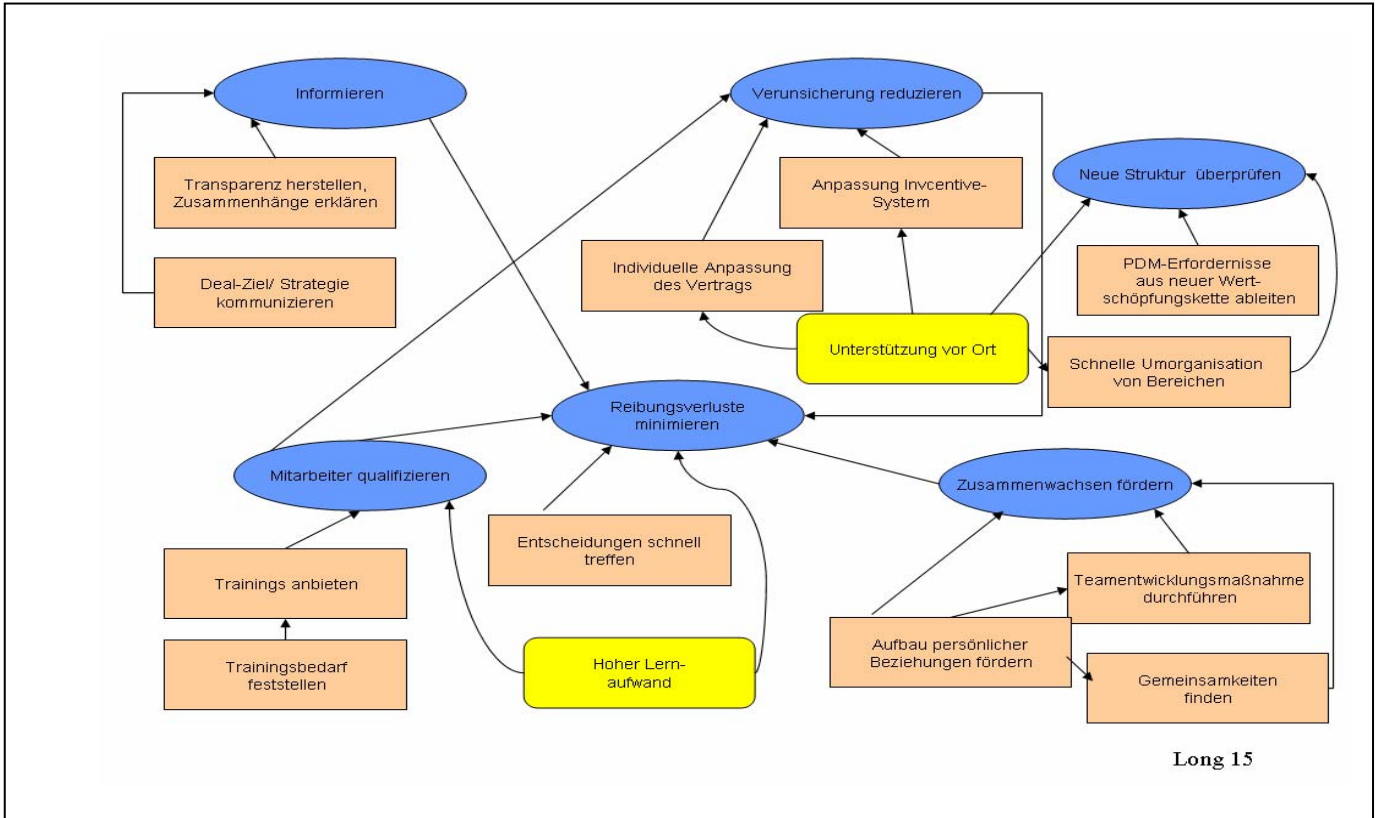 Informieren
Verunsicherung reduzieren
Transparenz herstellen,
Zusammenhänge erklären
Anpassung Invcentive-
System
Neue Struktur überprüfen
Individuelle Anpassung
des Vertrags
PDM-Erfordernisse
aus neuer Wert-
schöpfungskette ableiten
Deal-Ziel/ Strategie
kommunizieren
Unterstützung vor Ort
Schnelle Umorganisation
von Bereichen
Reibungsverluste
minimieren
Mitarbeiter qualifizieren
Zusammenwachsen fördern
Entscheidungen schnell
treffen
Trainings anbieten
Teamentwicklungsmaßnahme
durchführen
Aufbau persönlicher
Beziehungen fördern
Trainingsbedarf
feststellen
Hoher Lern-
aufwand
Gemeinsamkeiten
finden
Long 15